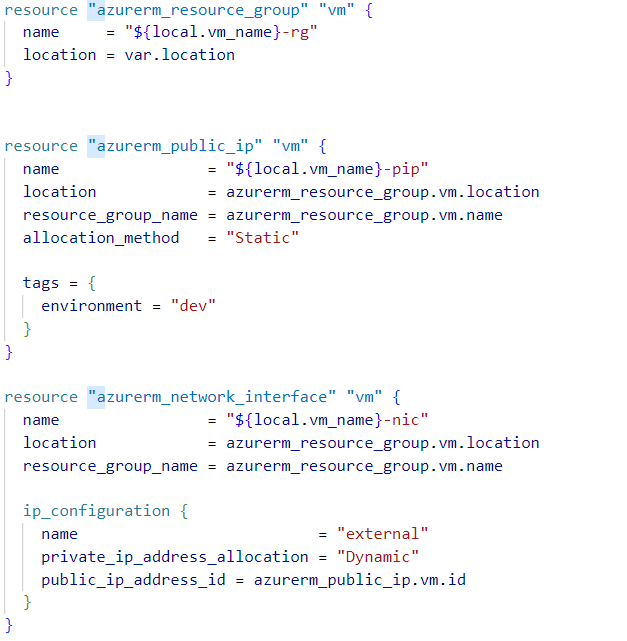 resource "azurerm_resource_group" "vm" {
  name     = "${local.vm_name}-rg"
  location = var.location
}
resource "azurerm_public_ip" "vm" {
  name                = "${local.vm_name}-pip"
  location            = azurerm_resource_group.vm.location
  resource_group_name = azurerm_resource_group.vm.name
  allocation_method   = "Static"
  tags = {
    environment = "dev"
  }
}
resource "azurerm_network_interface" "vm" {
  name                = "${local.vm_name}-nic"
  location            = azurerm_resource_group.vm.location
  resource_group_name = azurerm_resource_group.vm.name
  ip_configuration {
    name                          = "external"
    private_ip_address_allocation = "Dynamic"
    public_ip_address_id = azurerm_public_ip.vm.id
  }
}